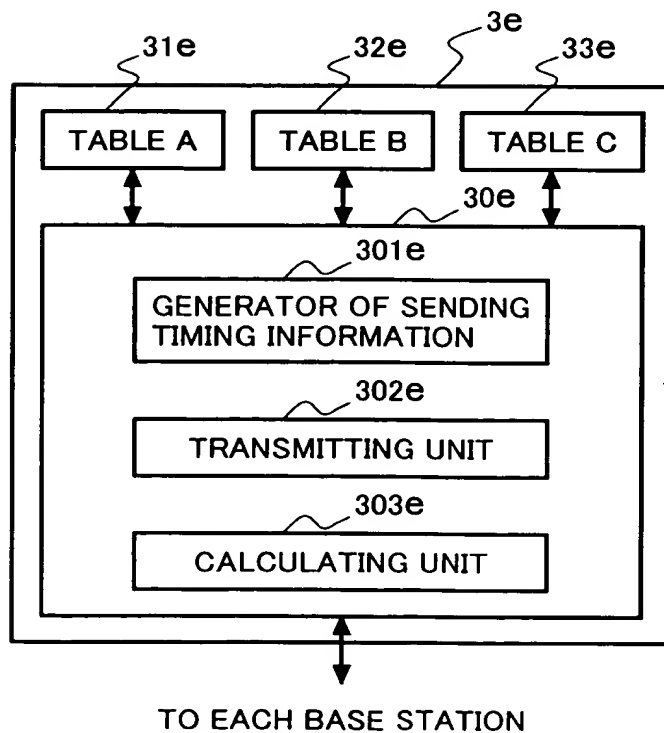 31e 32e 3e 33e
TABLE A TABLE B TABLE C
30e
301e
GENERATOR OF SENDING
TIMING INFORMATION
302e
TRANSMITTING UNIT
303e
CALCULATING UNIT
TO EACH BASE STATION